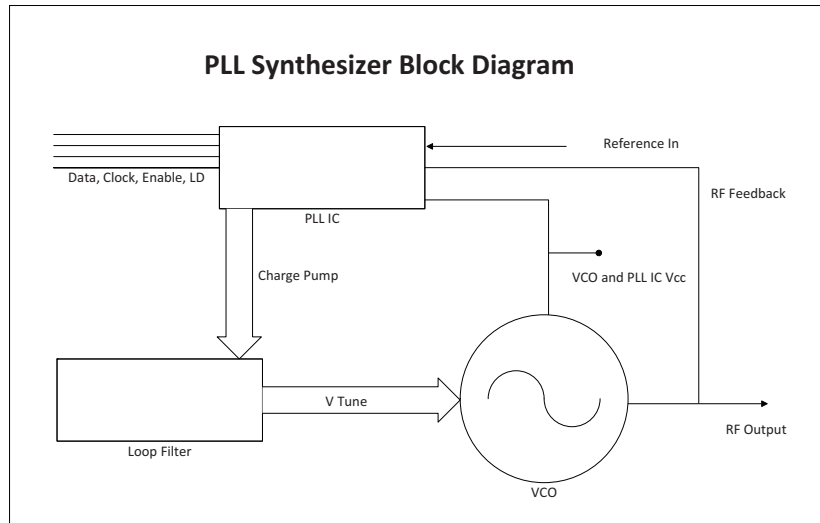 PLL Synthesizer Block Diagram
Reference In
Data, Clock, Enable, LD
RF Feedback
PLL IC
Charge Pump
VCO and PLL IC Vcc
V Tune
RF Output
Loop Filter
VCO